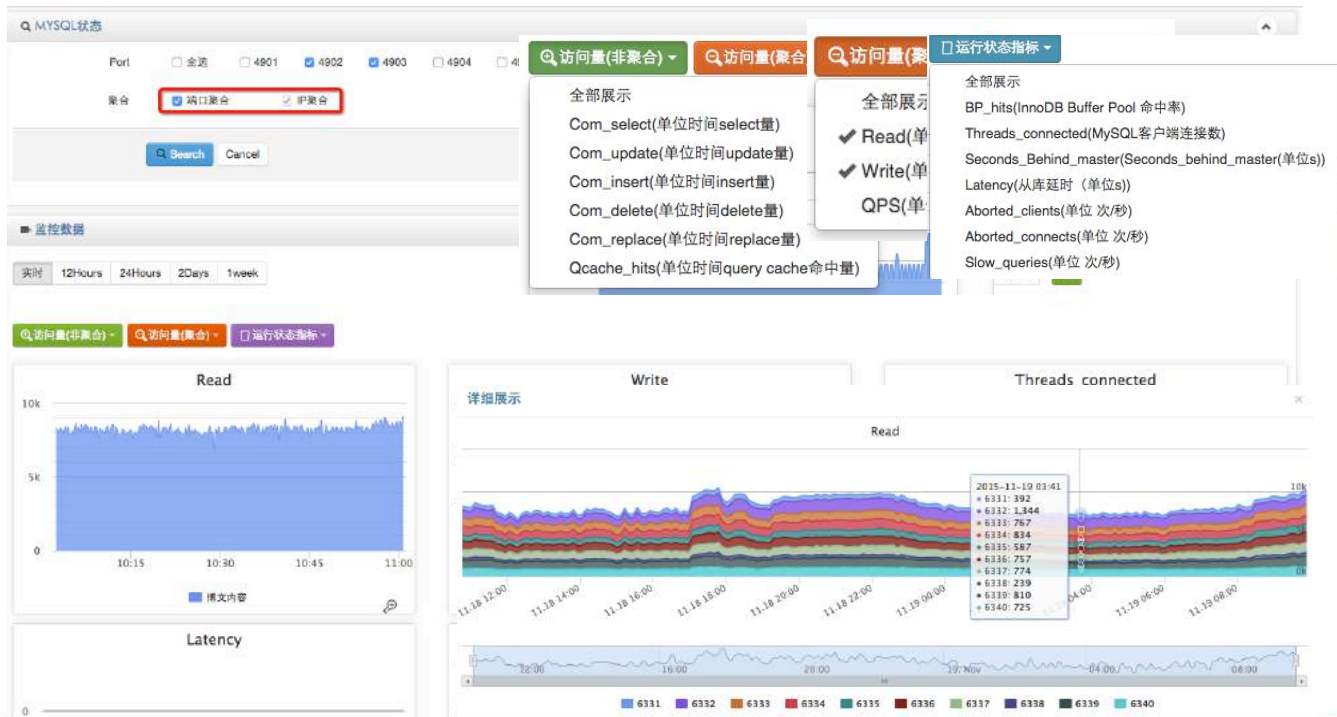 MYSQL状态
Port 全选 4901 4902 4903 4904
聚合 端口聚合 IP聚合
Search Cancel
访问量(非聚合)
全部展示
Com_select(单位时间select量)
Com_update(单位时间update量)
Com_insert(单位时间insert量)
Com_delete(单位时间delete量)
Com_replace(单位时间replace量)
Qcache_hits(单位时间query cache命中量)
访问量(聚合
访问量(聚
全部展示
Read(单
Write(单
QPS(单
运行状态指标
全部展示
BP_hits(InnoDB Buffer Pool 命中率)
Threads_connected(MySQL客户端连接数)
Seconds_Behind_master(Seconds_behind_master(单位s))
Latency(从库延时（单位s))
Aborted_clients(单位 次/秒)
Aborted_connects(单位 次/秒)
Slow_queries(单位 次/秒)
监控数据
实时 12Hours 24Hours 2Days 1week
访问量(非聚合) 访问量(聚合) 运行状态指标
Read
10k
5k
0
10:15 10:30 10:45 11:00
博文内容
Write
Threads connected
详细展示
Read
10k
0k
2015-11-19 03:41
6331: 392
6332: 1,344
6333: 767
6334: 834
6335: 587
6336: 757
6337: 774
6338: 239
6339: 810
6340: 725
11.18 12:00 11.18 14:00 11.18 16:00 11.18 18:00 11.18 20:00 11.18 22:00 11.19 00:00 04:00 11.19 06:00 11.19 08:00
12:00 16:00 20:00 19. Nov 04:00 08:00
6331 6332 6333 6334 6335 6336 6337 6338 6339 6340
Latency
0